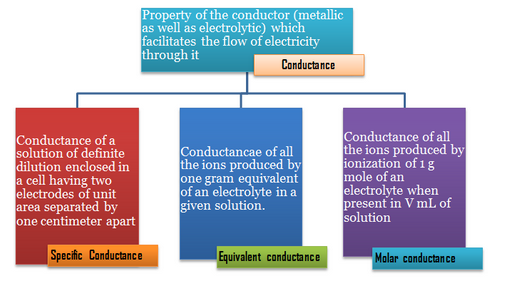 Property of the conductor (metallic
as well as electrolytic) which
facilitates the flow of electricity
through it
Conductance
Conductance of a
solution of definite
dilution enclosed in
a cell having two
electrodes of unit
area separated by
one centimeter apart
Specific Conductance
Conductancae of all
the ions produced by
one gram equivalent
of an electrolyte in a
given solution.
Equivalent conductance
Conductance of all
the ions produced by
ionization of 1 g
mole of an
electrolyte when
present in V mL of
solution
Molar conductance